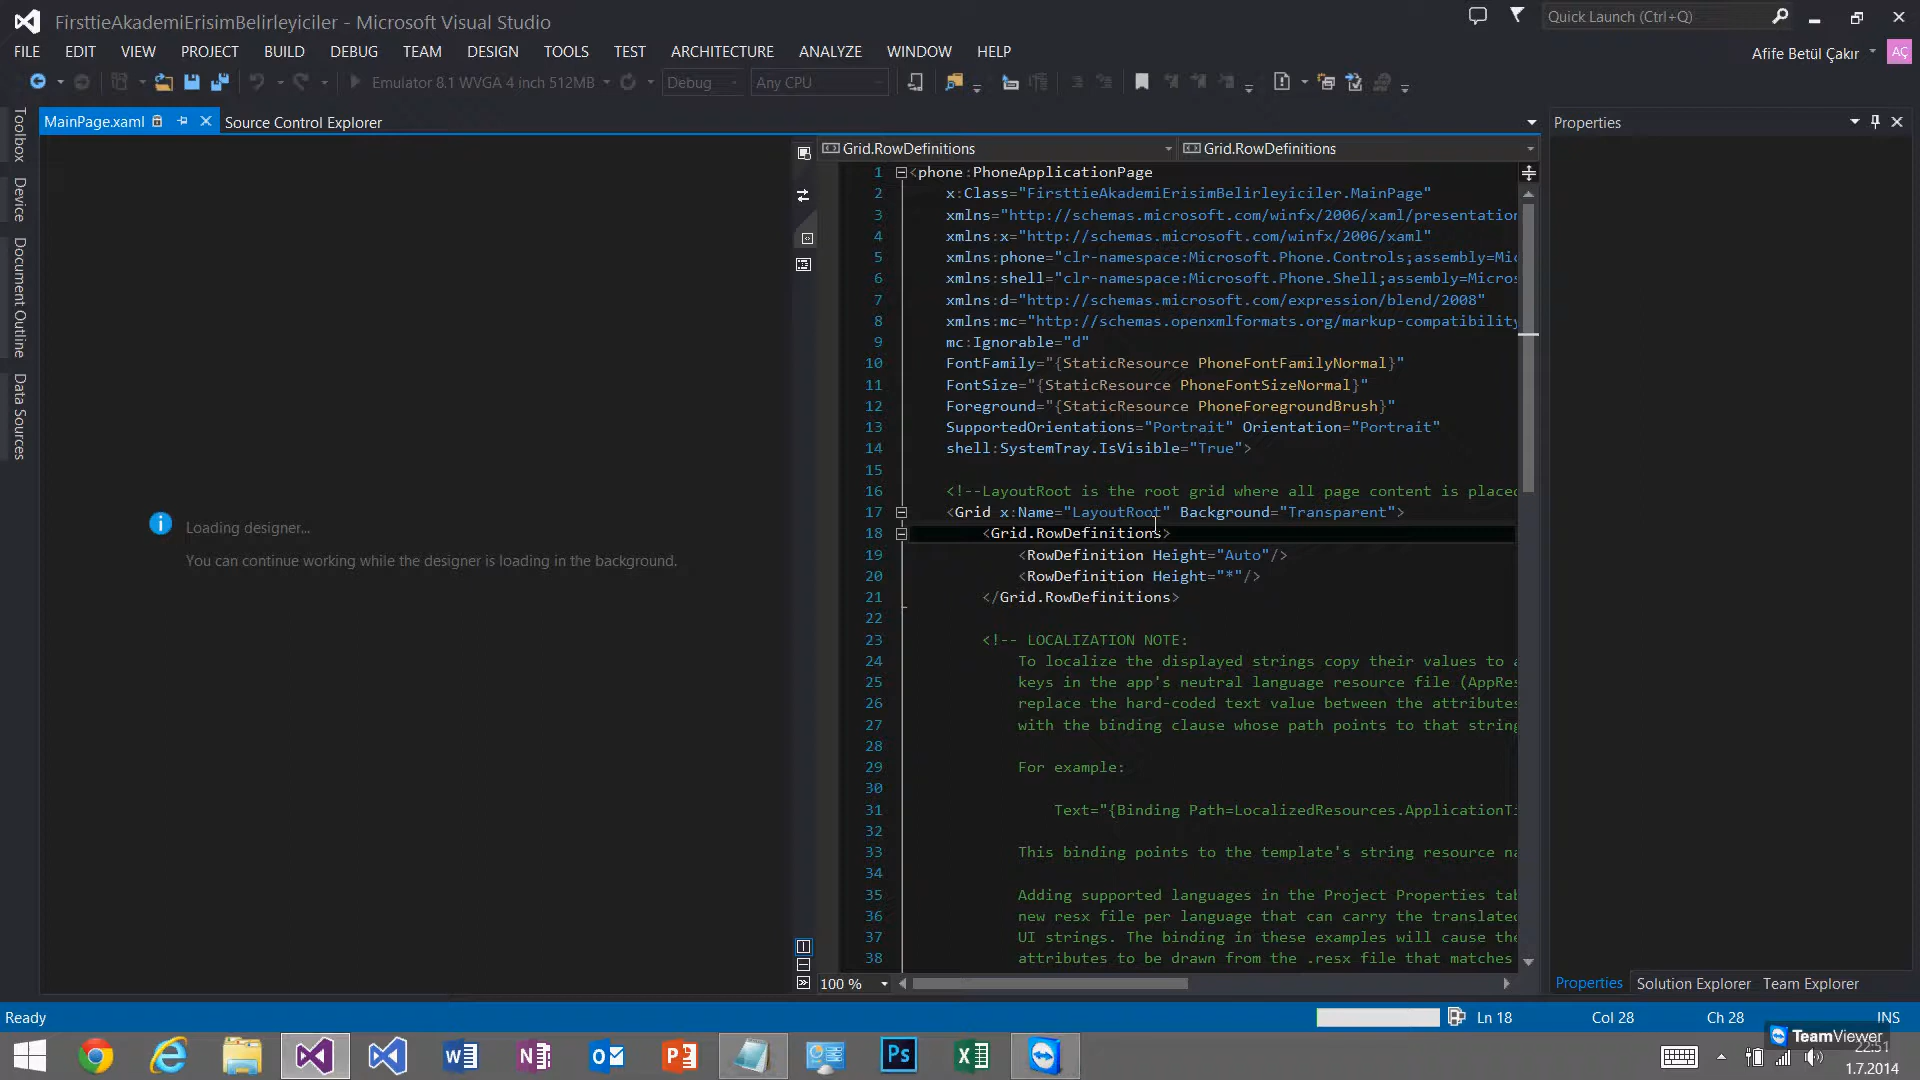 FirsttieAkademiErisimBelirleyiciler - Microsoft Visual Studio
Quick Launch (Ctrl+Q)
FILE EDIT VIEW PROJECT BUILD DEBUG TEAM DESIGN TOOLS TEST ARCHITECTURE ANALYZE WINDOW HELP
Afife Betül Çakır AÇ
Emulator 8.1 WVGA 4 inch 512MB Debug Any CPU
Toolbox
Device
Document Outline
Data Sources
MainPage.xaml Source Control Explorer
Loading designer...
You can continue working while the designer is loading in the background.
Grid.RowDefinitions Grid.RowDefinitions
1 <phone:PhoneApplicationPage
2 x:Class="FirsttieAkademiErisimBelirleyiciler.MainPage"
3 xmlns="http://schemas.microsoft.com/winfx/2006/xaml/presentation
4 xmlns:x="http://schemas.microsoft.com/winfx/2006/xaml"
5 xmlns:phone="clr-namespace:Microsoft.Phone.Controls;assembly=Mic
6 xmlns:shell="clr-namespace:Microsoft.Phone.Shell;assembly=Micros
7 xmlns:d="http://schemas.microsoft.com/expression/blend/2008"
8 xmlns:mc="http://schemas.openxmlformats.org/markup-compatibility
9 mc:Ignorable="d"
10 FontFamily="{StaticResource PhoneFontFamilyNormal}"
11 FontSize="{StaticResource PhoneFontSizeNormal}"
12 Foreground="{StaticResource PhoneForegroundBrush}"
13 SupportedOrientations="Portrait" Orientation="Portrait"
14 shell:SystemTray.IsVisible="True">
15
16 <!--LayoutRoot is the root grid where all page content is placed
17 <Grid x:Name="LayoutRoot" Background="Transparent">
18 <Grid.RowDefinitions>
19 <RowDefinition Height="Auto"/>
20 <RowDefinition Height="*"/>
21 </Grid.RowDefinitions>
22
23 <!-- LOCALIZATION NOTE:
24 To localize the displayed strings copy their values to a
25 keys in the app's neutral language resource file (AppRes
26 replace the hard-coded text value between the attributes
27 with the binding clause whose path points to that string
28
29 For example:
30
31 Text="{Binding Path=LocalizedResources.ApplicationTi
32
33 This binding points to the template's string resource na
34
35 Adding supported languages in the Project Properties tab
36 new resx file per language that can carry the translated
37 UI strings. The binding in these examples will cause the
38 attributes to be drawn from the .resx file that matches
100 %
Properties
Properties Solution Explorer Team Explorer
Ready
Ln 18 Col 28 Ch 28 INS
TeamViewer
22:51
1.7.2014